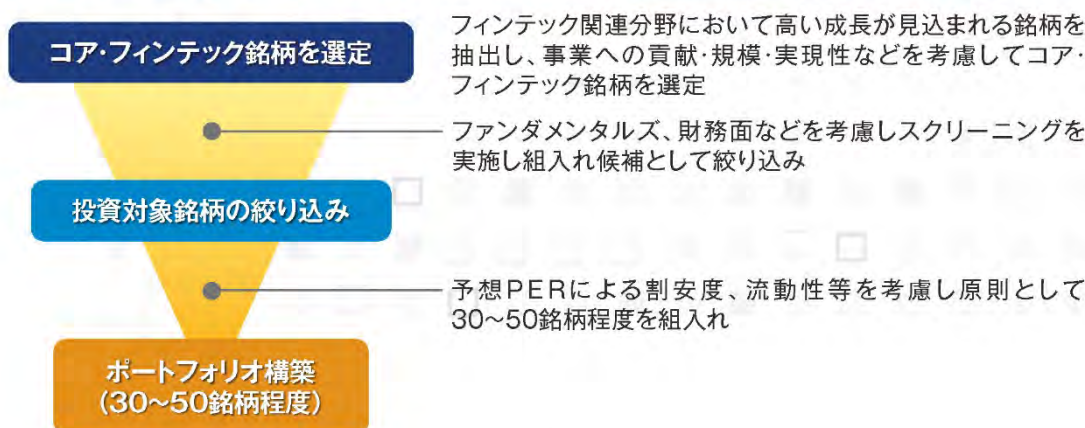 コア・フィンテック銘柄を選定
フィンテック関連分野において高い成長が見込まれる銘柄を
抽出し、事業への貢献・規模・実現性などを考慮してコア・
フィンテック銘柄を選定
ファンダメンタルズ、財務面などを考慮しスクリーニングを
実施し組入れ候補として絞り込み
投資対象銘柄の絞り込み
予想PERによる割安度、流動性等を考慮し原則として
30〜50銘柄程度を組入れ
ポートフォリオ構築
(30〜50銘柄程度)